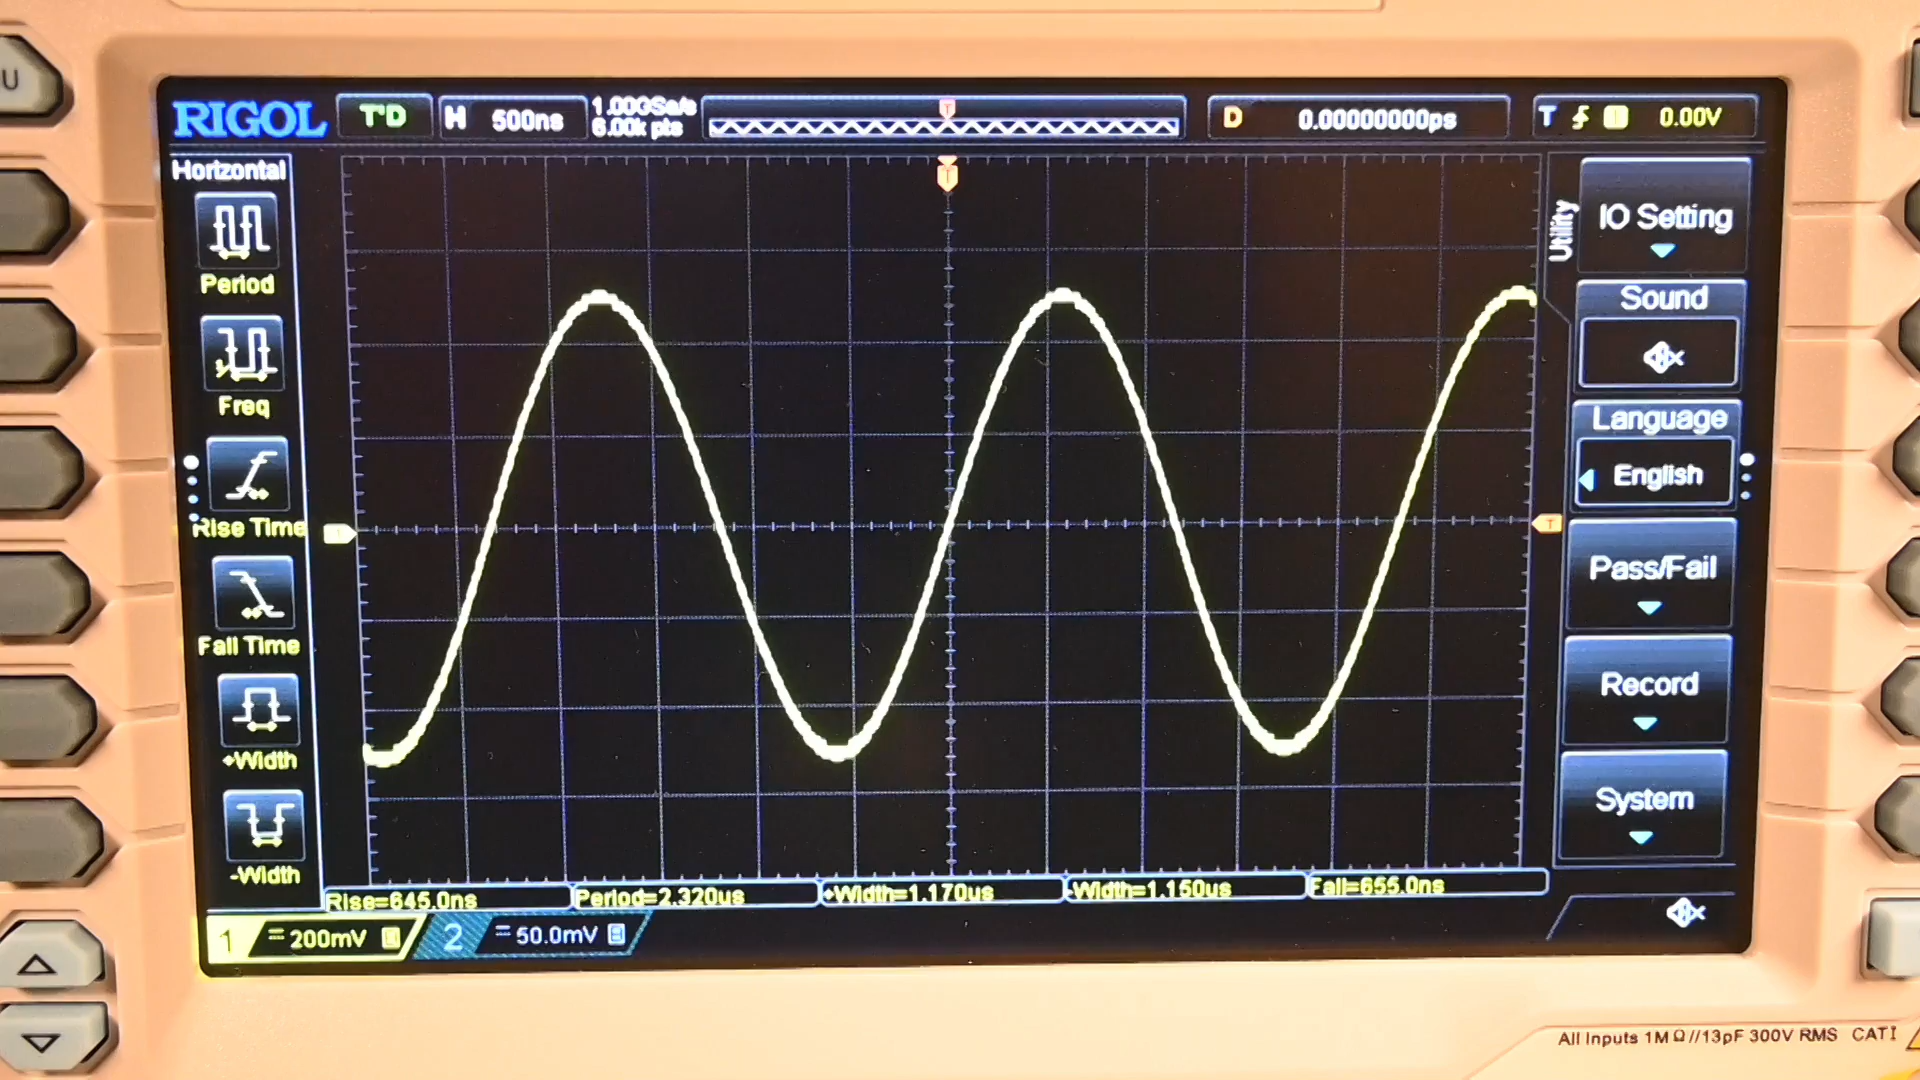 U
RIGOL
T'D
H 500ns
1.00GSa/s
6.00k pts
D 0.00000000ps
T 1 0.00V
Horizontal
T
T
Period
Freq
Rise Time
Fall Time
+Width
-Width
T
Utility
IO Setting
Sound
Language
English
Pass/Fail
Record
System
Rise=645.0ns
Period=2.320us
+Width=1.170us
-Width=1.150us
Fall=655.0ns
1 200mV
2 50.0mV B
All Inputs 1MΩ//13pF 300V RMS CAT I